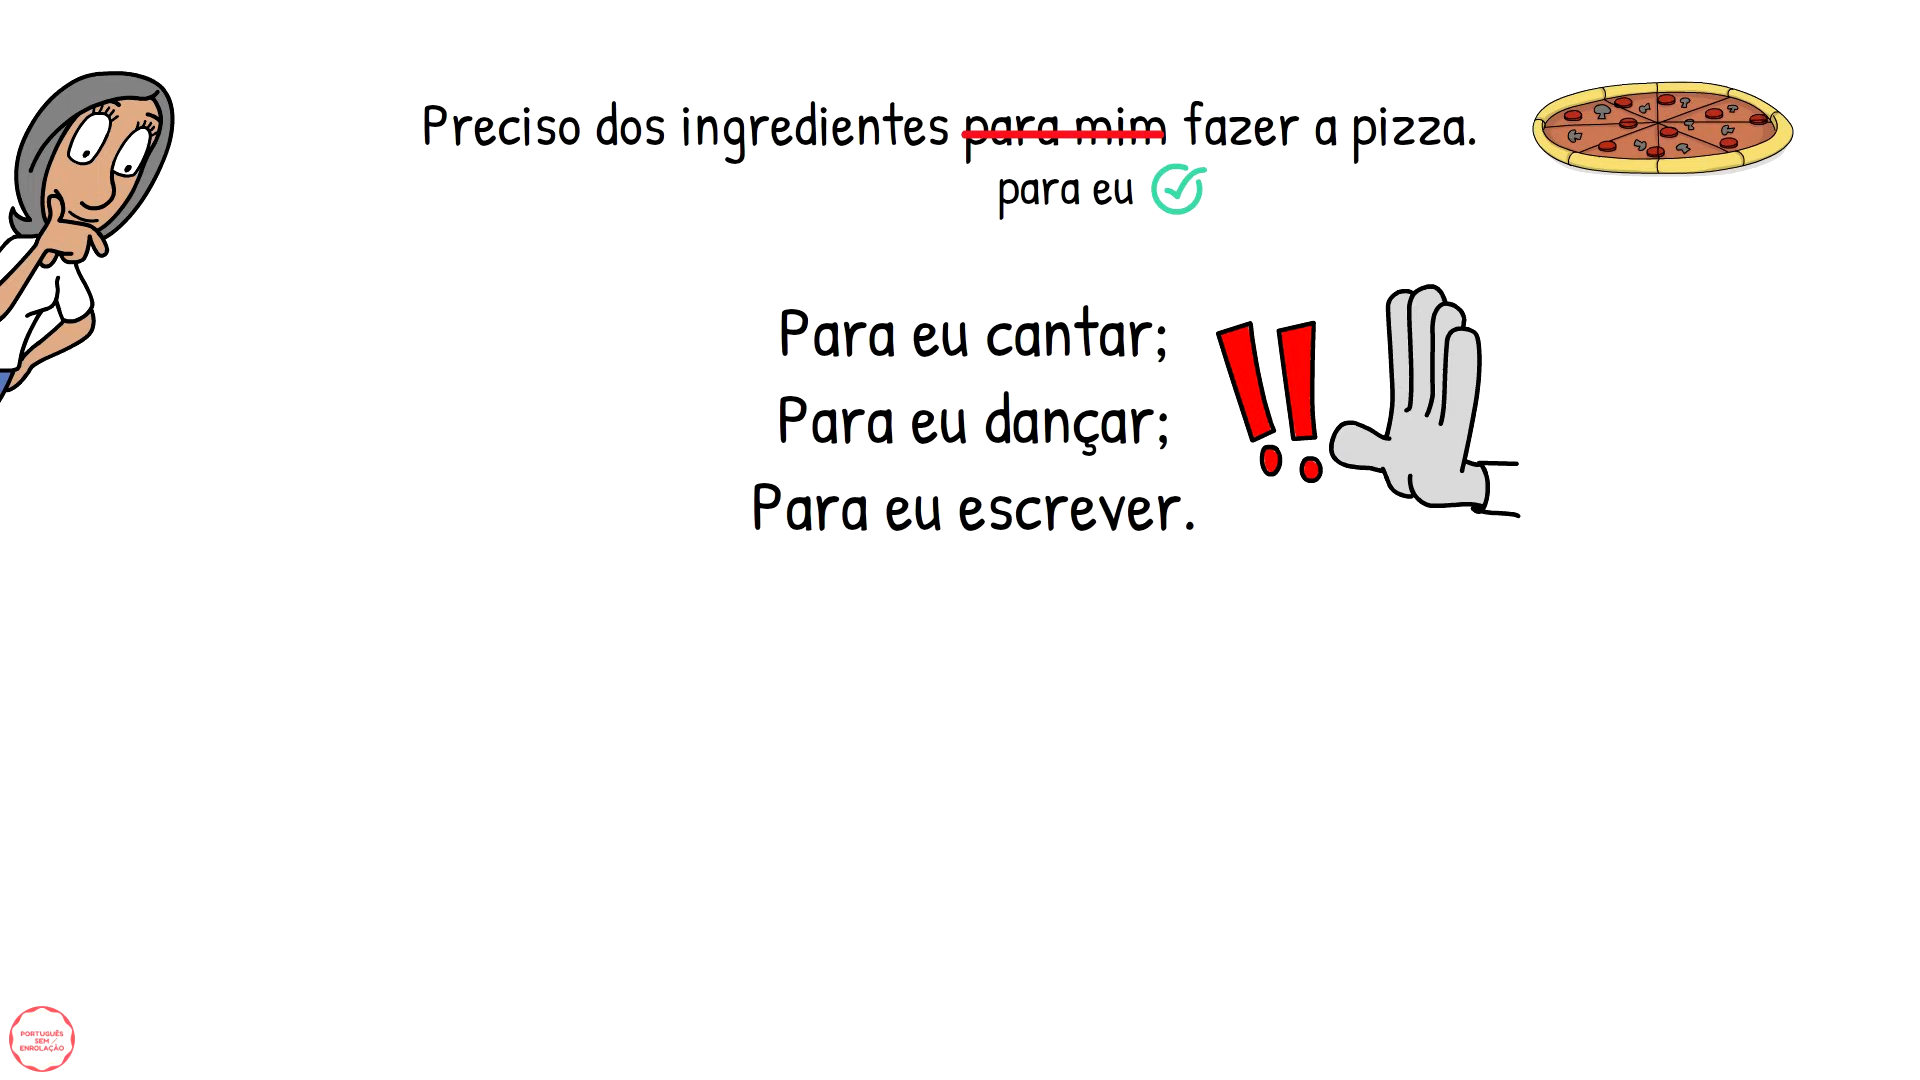 Preciso dos ingredientes para mim fazer a pizza.
para eu
Para eu cantar;
Para eu dançar;
Para eu escrever.
PORTUGUÊS
SEM
ENROLAÇÃO